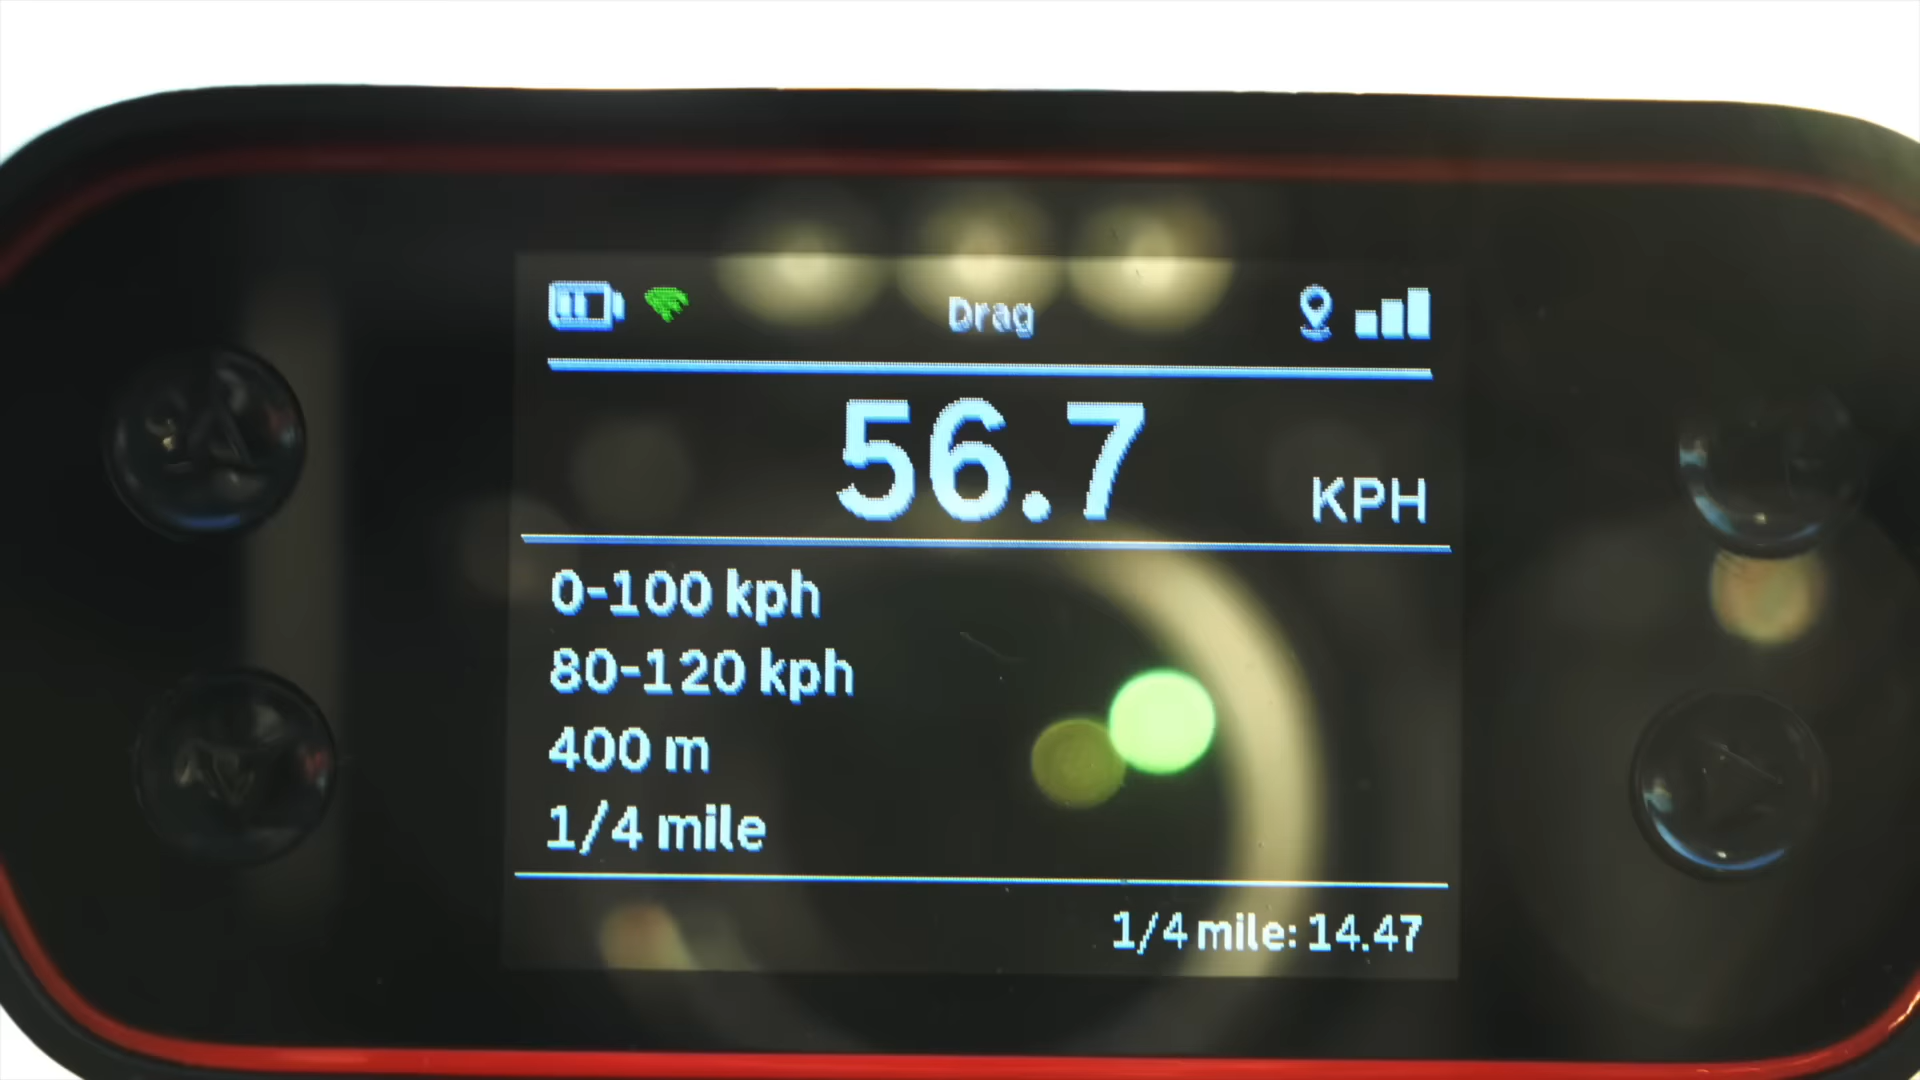 Drag
56.7 KPH
0-100 kph
80-120 kph
400 m
1/4 mile
1/4 mile: 14.47